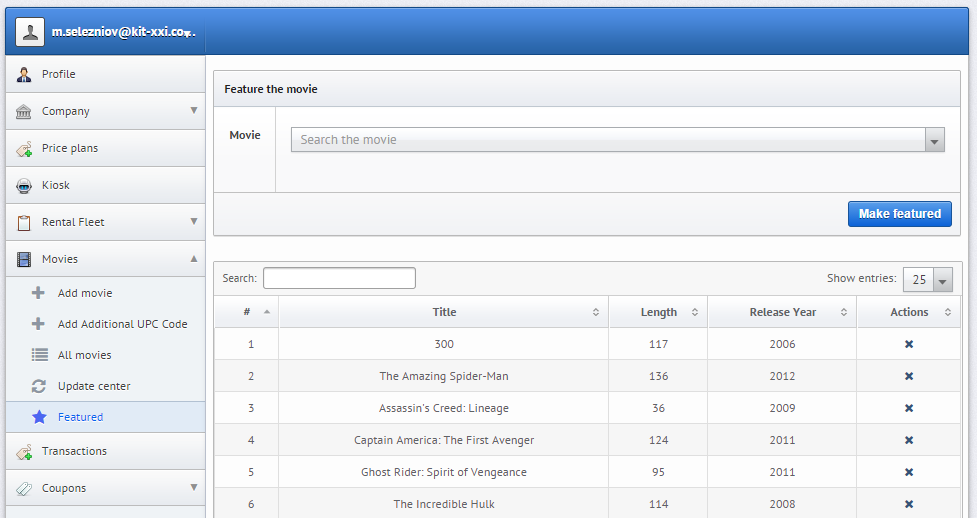 m.selezniov@kit-xxi.co...
Profile
Company
Price plans
Kiosk
Rental Fleet
Movies
Add movie
Add Additional UPC Code
All movies
Update center
Featured
Transactions
Coupons
Feature the movie
Movie
Search the movie
Make featured
Search:
Show entries: 25
# Title Length Release Year Actions
1 300 117 2006
2 The Amazing Spider-Man 136 2012
3 Assassin's Creed: Lineage 36 2009
4 Captain America: The First Avenger 124 2011
5 Ghost Rider: Spirit of Vengeance 95 2011
6 The Incredible Hulk 114 2008